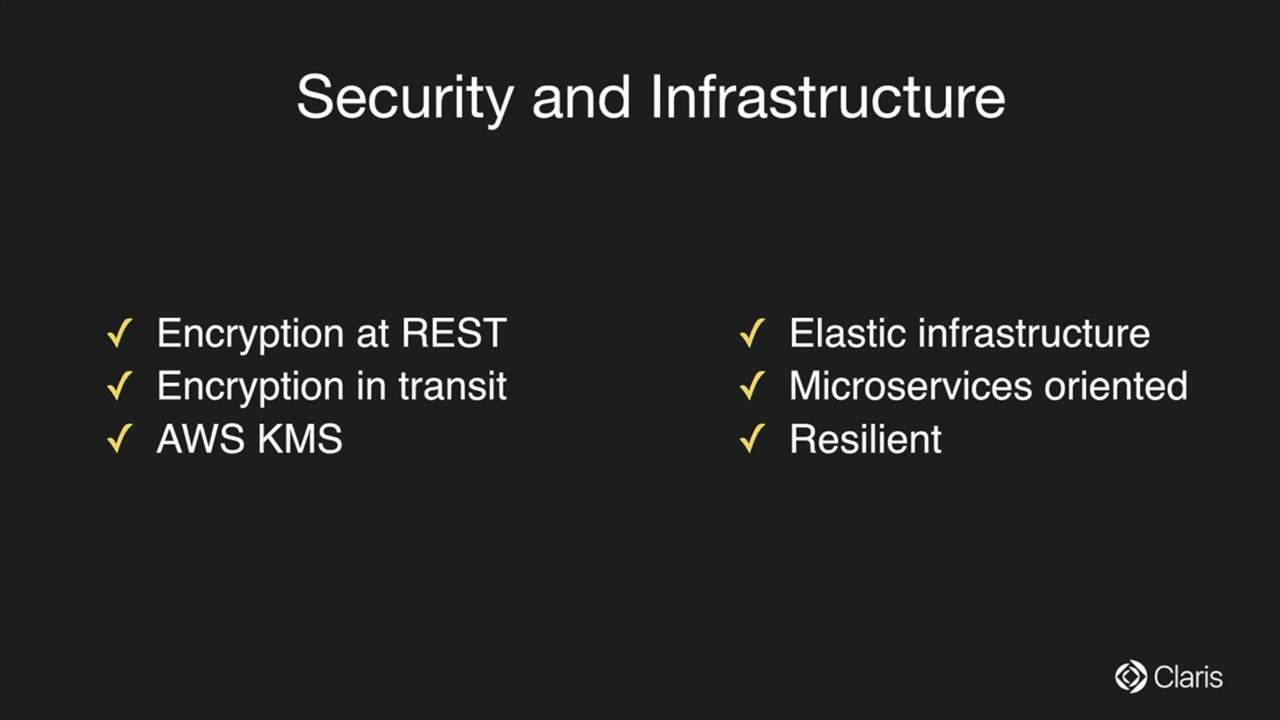 Security and Infrastructure
✓ Encryption at REST
✓ Encryption in transit
✓ AWS KMS
✓ Elastic infrastructure
✓ Microservices oriented
✓ Resilient
Claris